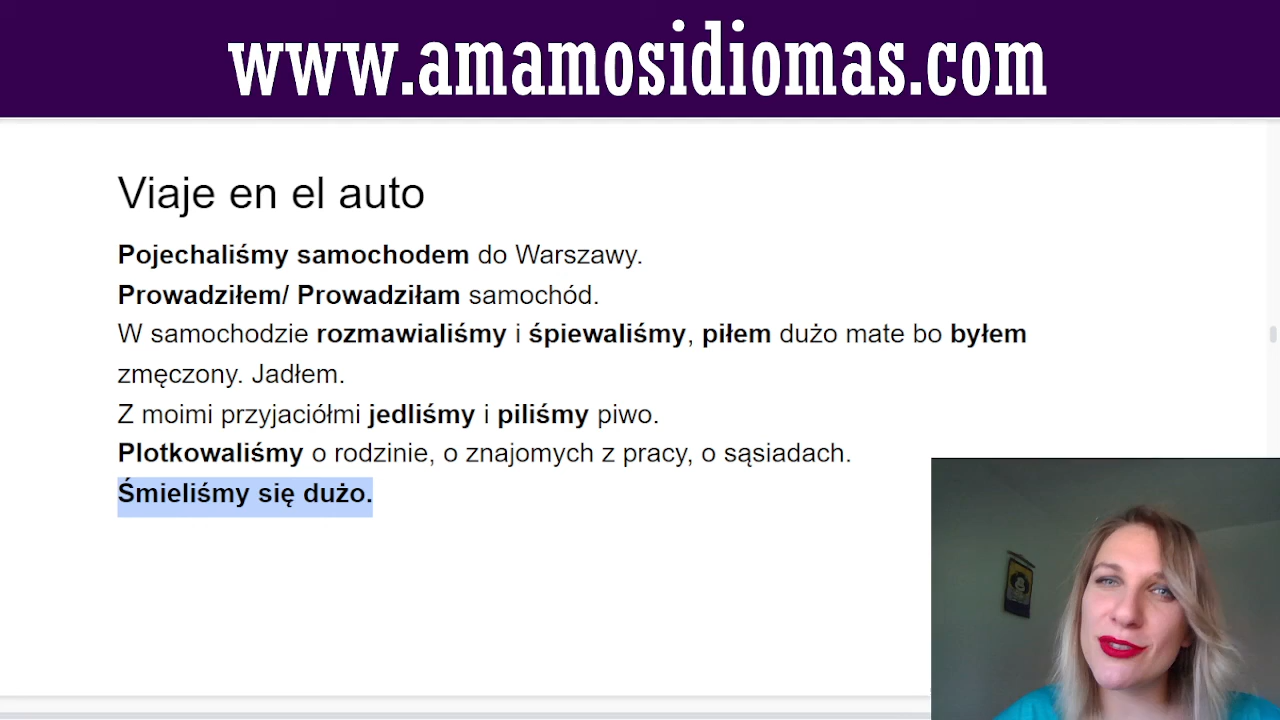 www.amamosidiomas.com
Viaje en el auto
Pojechaliśmy samochodem do Warszawy.
Prowadziłem/ Prowadziłam samochód.
W samochodzie rozmawialiśmy i śpiewaliśmy, piłem dużo mate bo byłem
zmęczony. Jadłem.
Z moimi przyjaciółmi jedliśmy i piliśmy piwo.
Plotkowaliśmy o rodzinie, o znajomych z pracy, o sąsiadach.
Śmieliśmy się dużo.